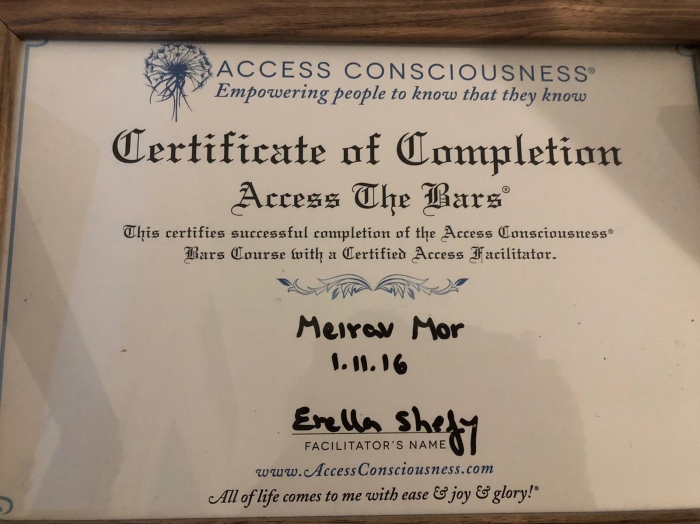 ACCESS CONSCIOUSNESS®
Empowering people to know that they know
Certificate of Completion
Access The Bars®
This certifies successful completion of the Access Consciousness®
Bars Course with a Certified Access Facilitator.
Meirav Mor
1.11.16
Erella Shefy
FACILITATOR'S NAME
www.AccessConsciousness.com
All of life comes to me with ease & joy & glory!®